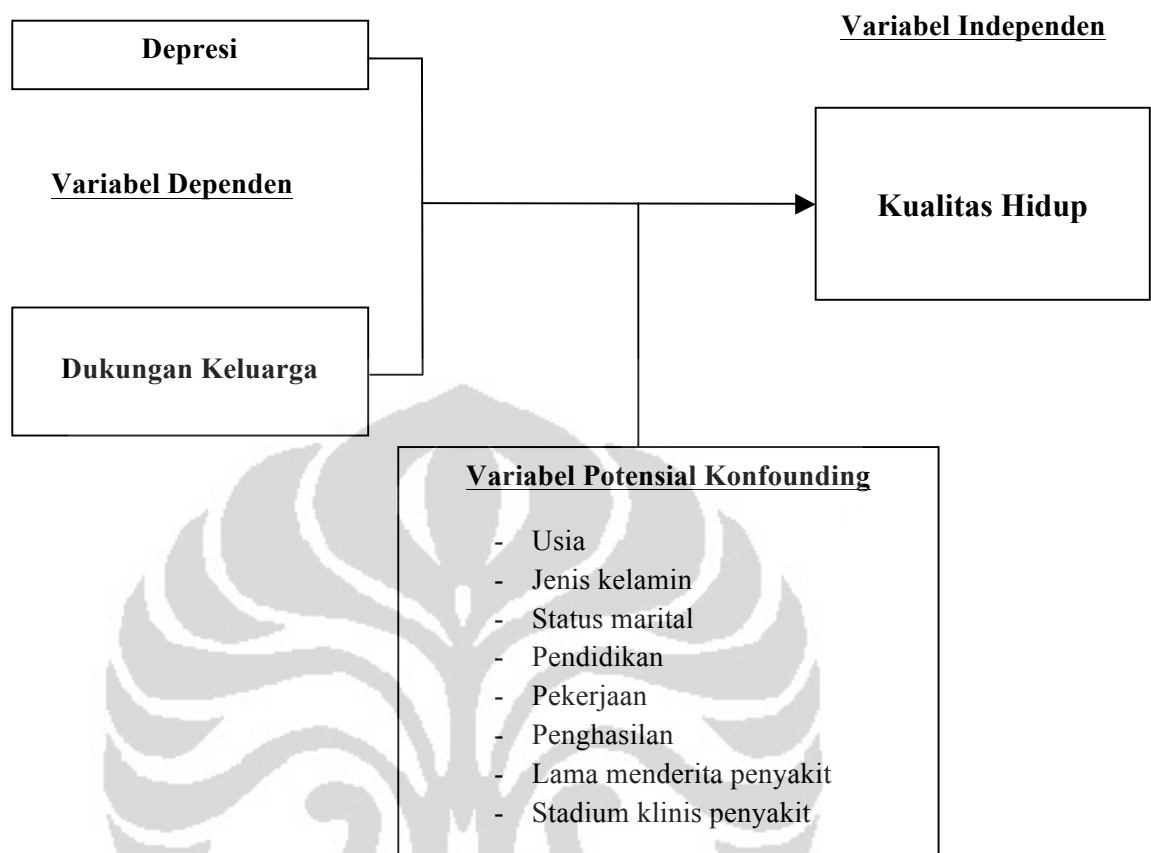 Variabel Independen
Depresi
Variabel Dependen
Kualitas Hidup
Dukungan Keluarga
Variabel Potensial Konfounding
- Usia
- Jenis kelamin
- Status marital
- Pendidikan
- Pekerjaan
- Penghasilan
- Lama menderita penyakit
- Stadium klinis penyakit